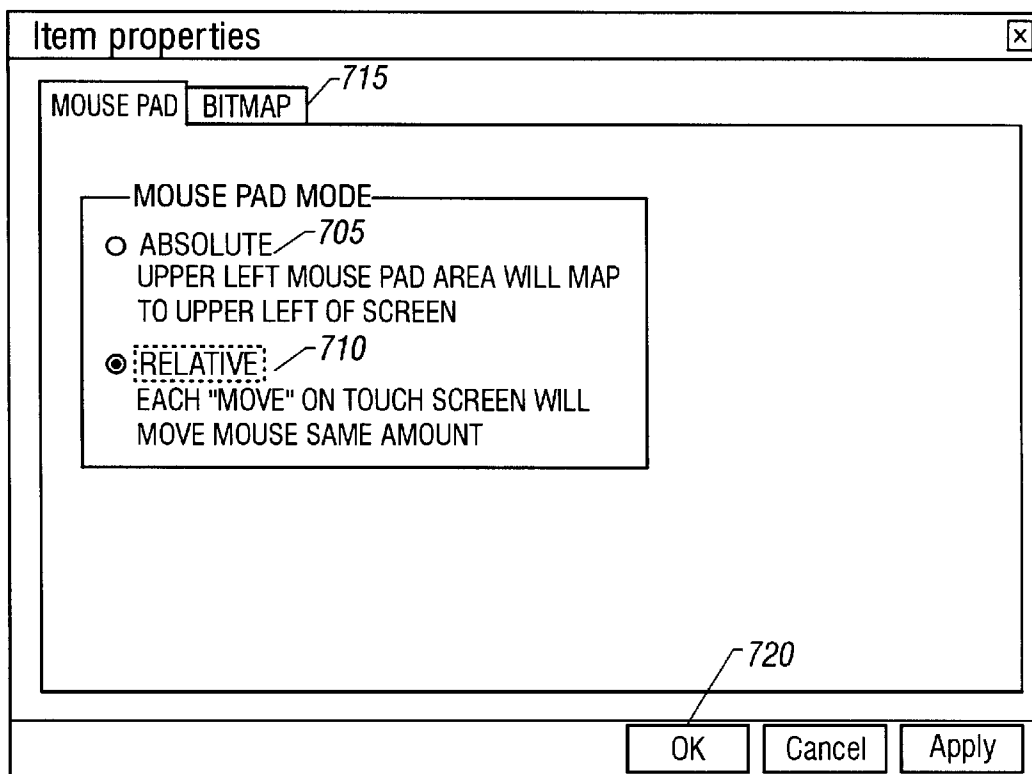 Item properties
715
MOUSE PAD BITMAP
MOUSE PAD MODE
ABSOLUTE 705
UPPER LEFT MOUSE PAD AREA WILL MAP
TO UPPER LEFT OF SCREEN
RELATIVE 710
EACH "MOVE" ON TOUCH SCREEN WILL
MOVE MOUSE SAME AMOUNT
720
OK Cancel Apply